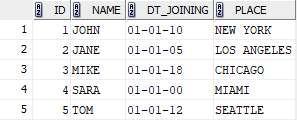 ID NAME DT_JOINING PLACE
1 1 JOHN 01-01-10 NEW YORK
2 2 JANE 01-01-05 LOS ANGELES
3 3 MIKE 01-01-18 CHICAGO
4 4 SARA 01-01-00 MIAMI
5 5 TOM 01-01-12 SEATTLE